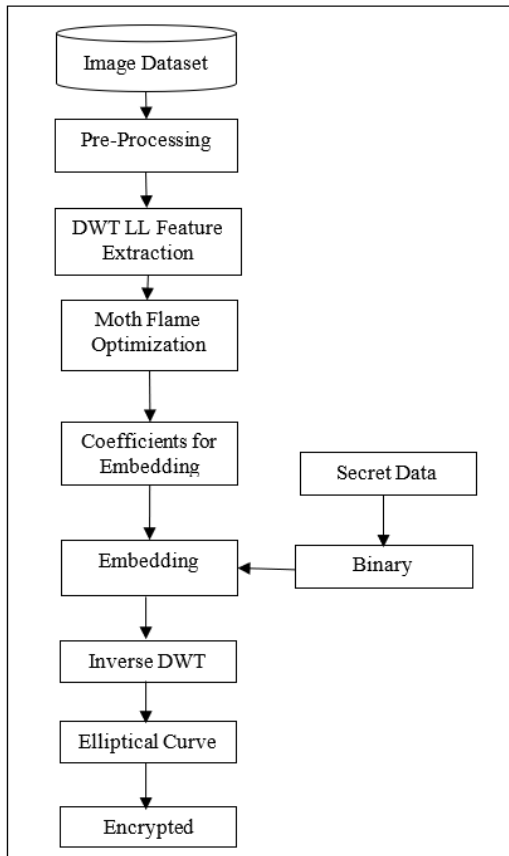 Image Dataset
Pre-Processing
DWT LL Feature
Extraction
Moth Flame
Optimization
Coefficients for
Embedding
Secret Data
Embedding
Binary
Inverse DWT
Elliptical Curve
Encrypted